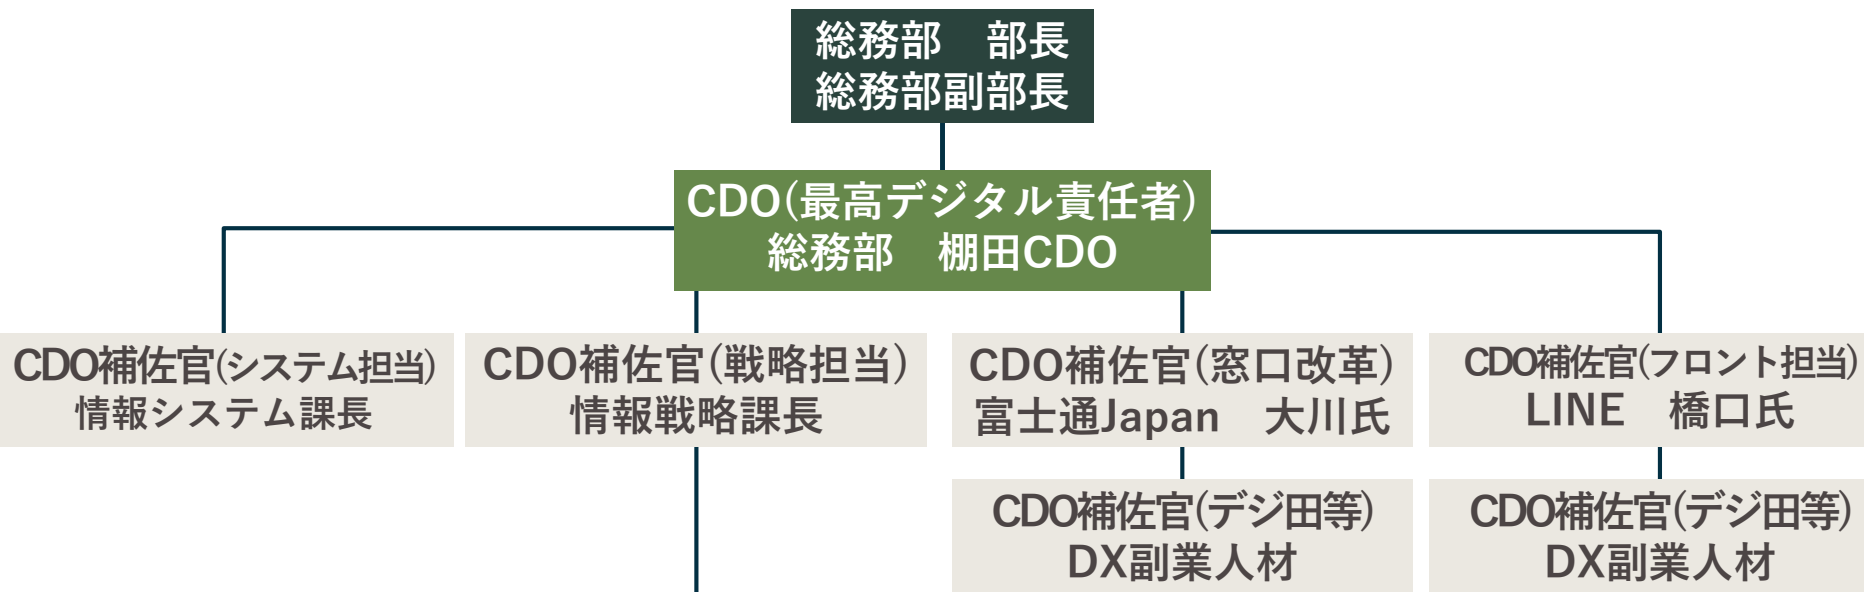 総務部　部長
総務部副部長
CDO(最高デジタル責任者)
総務部　棚田CDO
CDO補佐官(システム担当)
情報システム課長
CDO補佐官(戦略担当)
情報戦略課長
CDO補佐官(窓口改革)
富士通Japan　大川氏
CDO補佐官(フロント担当)
LINE　橋口氏
CDO補佐官(デジ田等)
DX副業人材
CDO補佐官(デジ田等)
DX副業人材